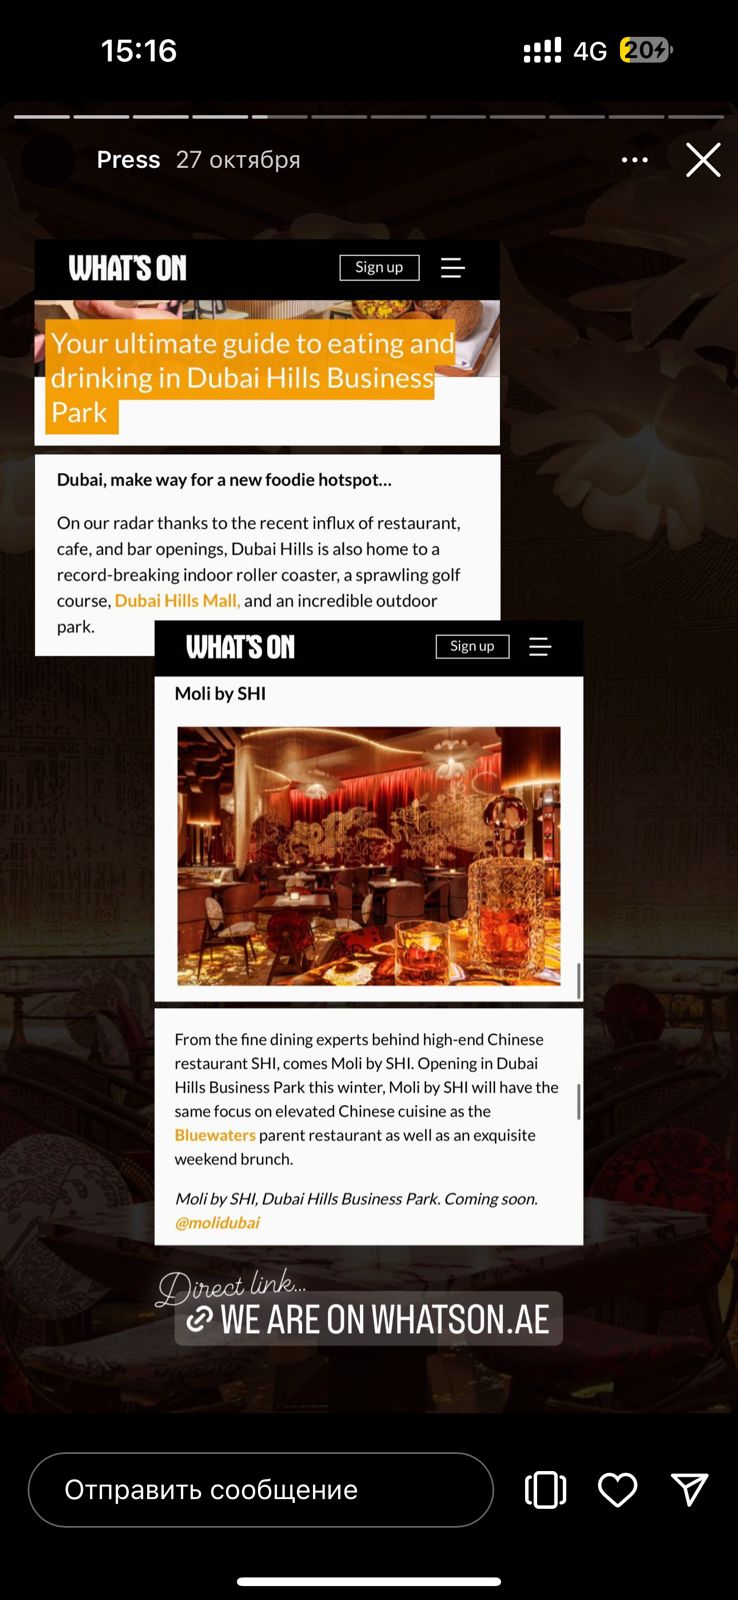 15:16
4G
20
Press 27 октября
WHAT'S ON
Sign up
Your ultimate guide to eating and
drinking in Dubai Hills Business
Park
Dubai, make way for a new foodie hotspot...
On our radar thanks to the recent influx of restaurant,
cafe, and bar openings, Dubai Hills is also home to a
record-breaking indoor roller coaster, a sprawling golf
course, Dubai Hills Mall, and an incredible outdoor
park.
WHAT'S ON
Sign up
Moli by SHI
From the fine dining experts behind high-end Chinese
restaurant SHI, comes Moli by SHI. Opening in Dubai
Hills Business Park this winter, Moli by SHI will have the
same focus on elevated Chinese cuisine as the
Bluewaters parent restaurant as well as an exquisite
weekend brunch.
Moli by SHI, Dubai Hills Business Park. Coming soon.
@molidubai
Direct link...
WE ARE ON WHATSON.AE
Отправить сообщение